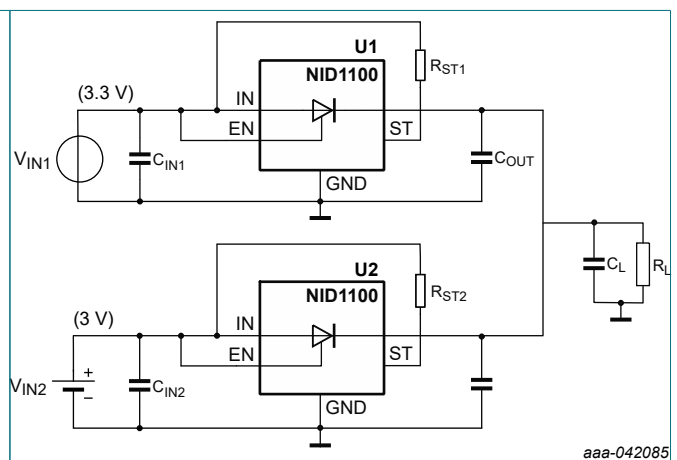 U1
NID1100
R_ST1
(3.3 V)
IN
EN
ST
V_IN1
C_IN1
C_OUT
GND
C_L
R_L
U2
NID1100
R_ST2
(3 V)
IN
EN
ST
V_IN2
+
−
C_IN2
GND
aaa-042085